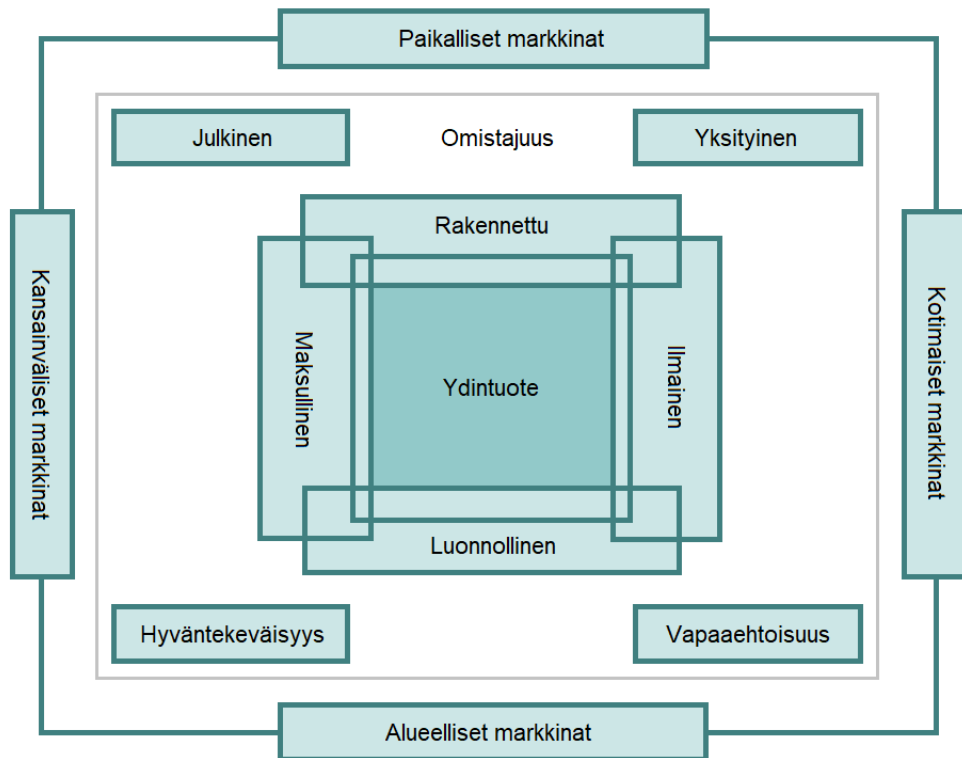 Paikalliset markkinat
Julkinen
Omistajuus
Yksityinen
Rakennettu
Kansainväliset markkinat
Maksullinen
Ydintuote
Ilmainen
Kotimaiset markkinat
Luonnollinen
Hyväntekeväisyys
Vapaaehtoisuus
Alueelliset markkinat